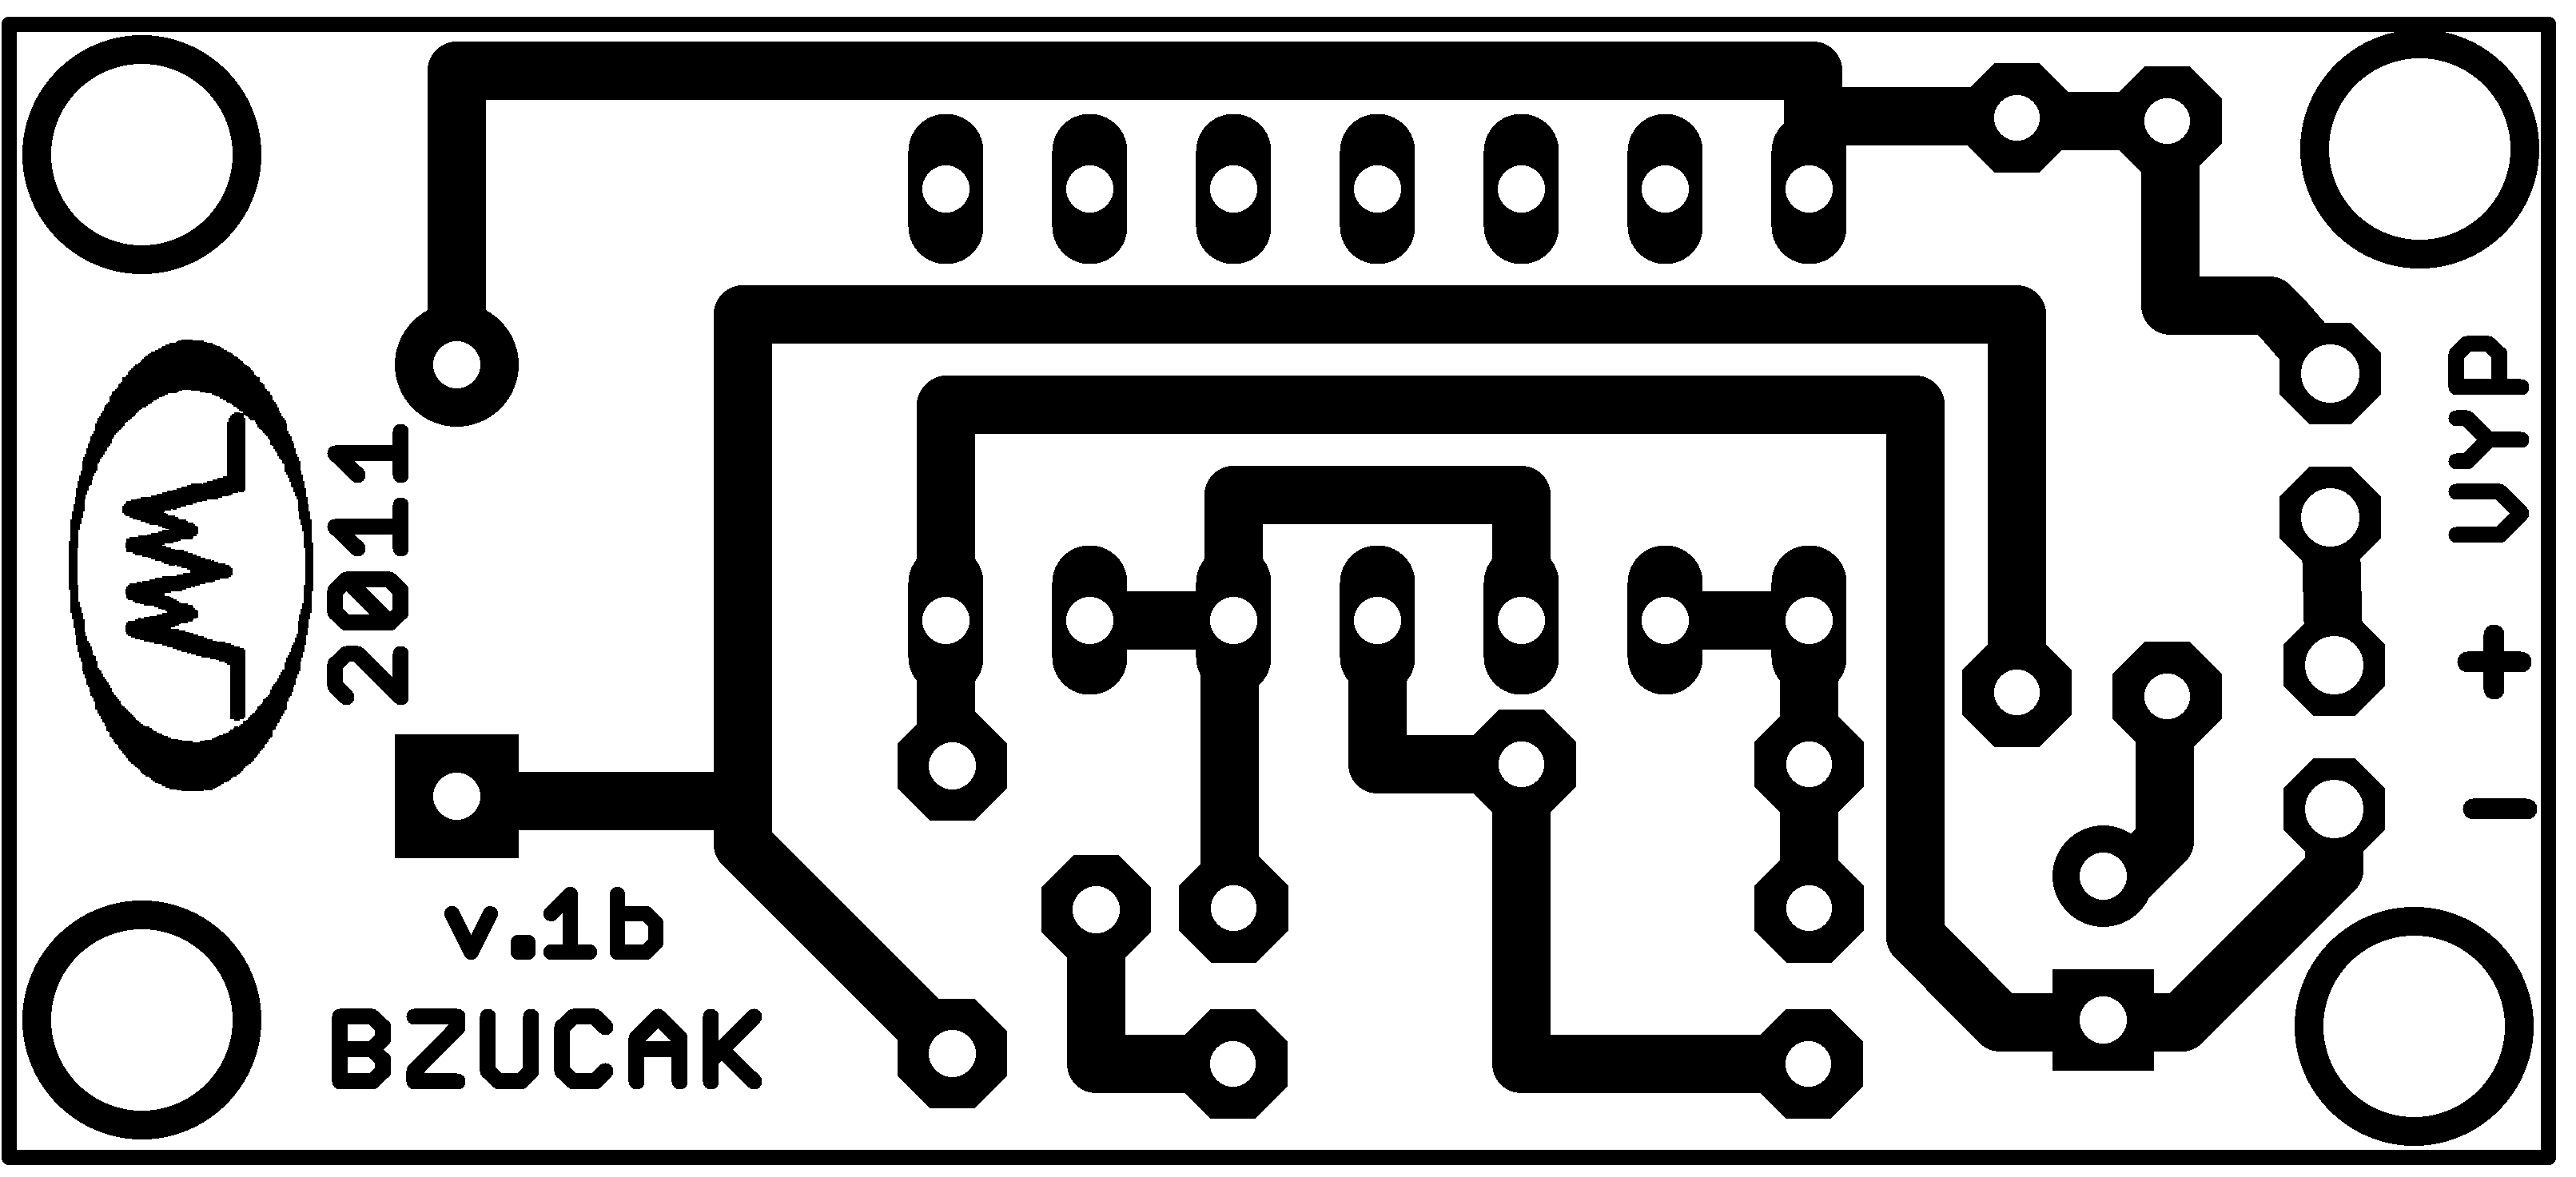 2011
VYP
+
-
v.1b
BZUCAK